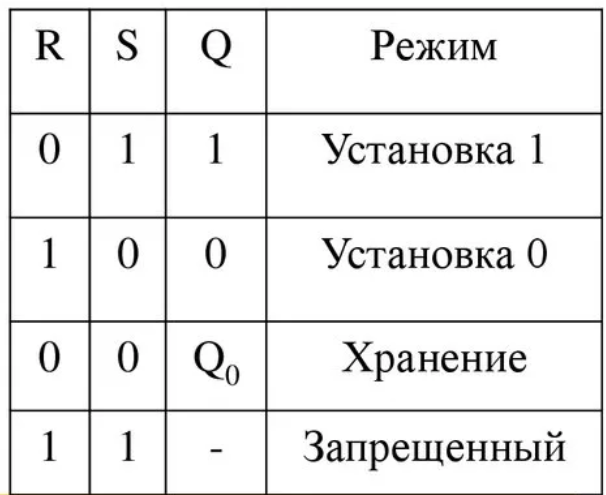 R S Q Режим
0 1 1 Установка 1
1 0 0 Установка 0
0 0 Q₀ Хранение
1 1 - Запрещенный